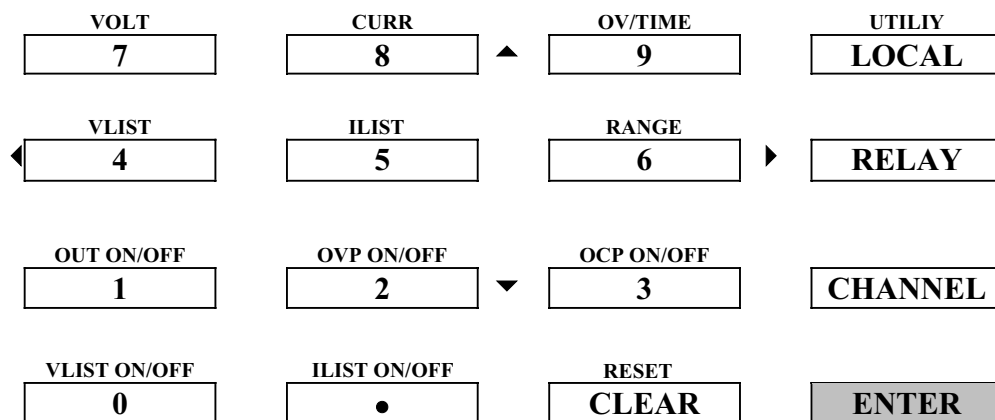 VOLT CURR OV/TIME UTILIY
7 8 9 LOCAL
VLIST ILIST RANGE
4 5 6 RELAY
OUT ON/OFF OVP ON/OFF OCP ON/OFF
1 2 3 CHANNEL
VLIST ON/OFF ILIST ON/OFF RESET
0 • CLEAR ENTER